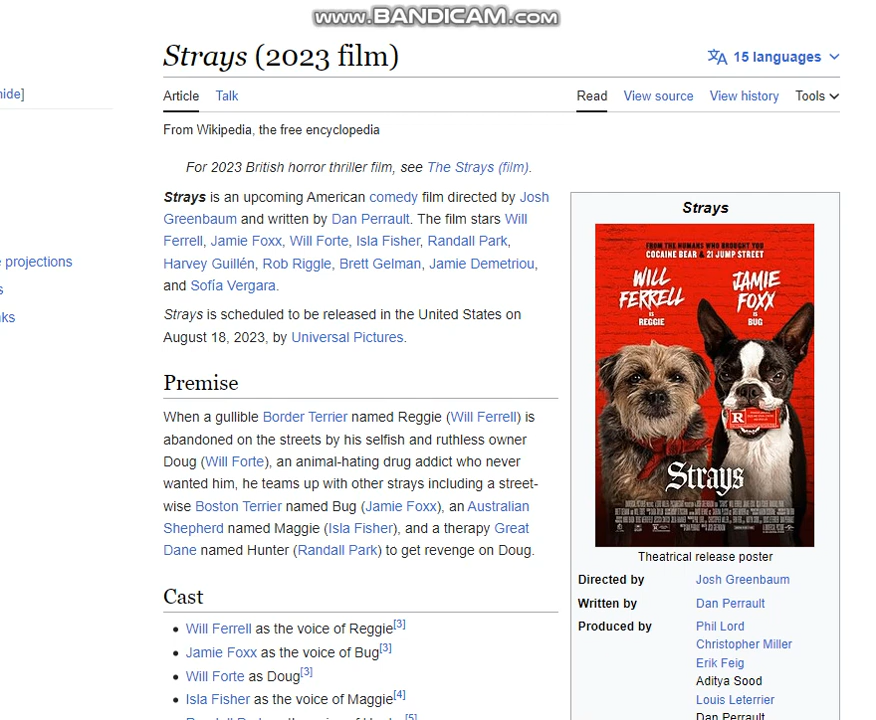 www.BANDICAM.com
Strays (2023 film)
15 languages
hide]
Article Talk Read View source View history Tools
From Wikipedia, the free encyclopedia
For 2023 British horror thriller film, see The Strays (film).
Strays is an upcoming American comedy film directed by Josh
Greenbaum and written by Dan Perrault. The film stars Will
Ferrell, Jamie Foxx, Will Forte, Isla Fisher, Randall Park,
Harvey Guillén, Rob Riggle, Brett Gelman, Jamie Demetriou,
and Sofía Vergara.
Strays is scheduled to be released in the United States on
August 18, 2023, by Universal Pictures.
projections
Premise
When a gullible Border Terrier named Reggie (Will Ferrell) is
abandoned on the streets by his selfish and ruthless owner
Doug (Will Forte), an animal-hating drug addict who never
wanted him, he teams up with other strays including a street-
wise Boston Terrier named Bug (Jamie Foxx), an Australian
Shepherd named Maggie (Isla Fisher), and a therapy Great
Dane named Hunter (Randall Park) to get revenge on Doug.
Cast
Will Ferrell as the voice of Reggie[3]
Jamie Foxx as the voice of Bug[3]
Will Forte as Doug[3]
Isla Fisher as the voice of Maggie[4]
Strays
FROM THE HUMANS WHO BROUGHT YOU
COCAINE BEAR & 21 JUMP STREET
WILL
FERRELL
IS
REGGIE
JAMIE
FOXX
IS
BUG
R
Strays
Theatrical release poster
Directed by Josh Greenbaum
Written by Dan Perrault
Produced by Phil Lord
Christopher Miller
Erik Feig
Aditya Sood
Louis Leterrier
Dan Perrault